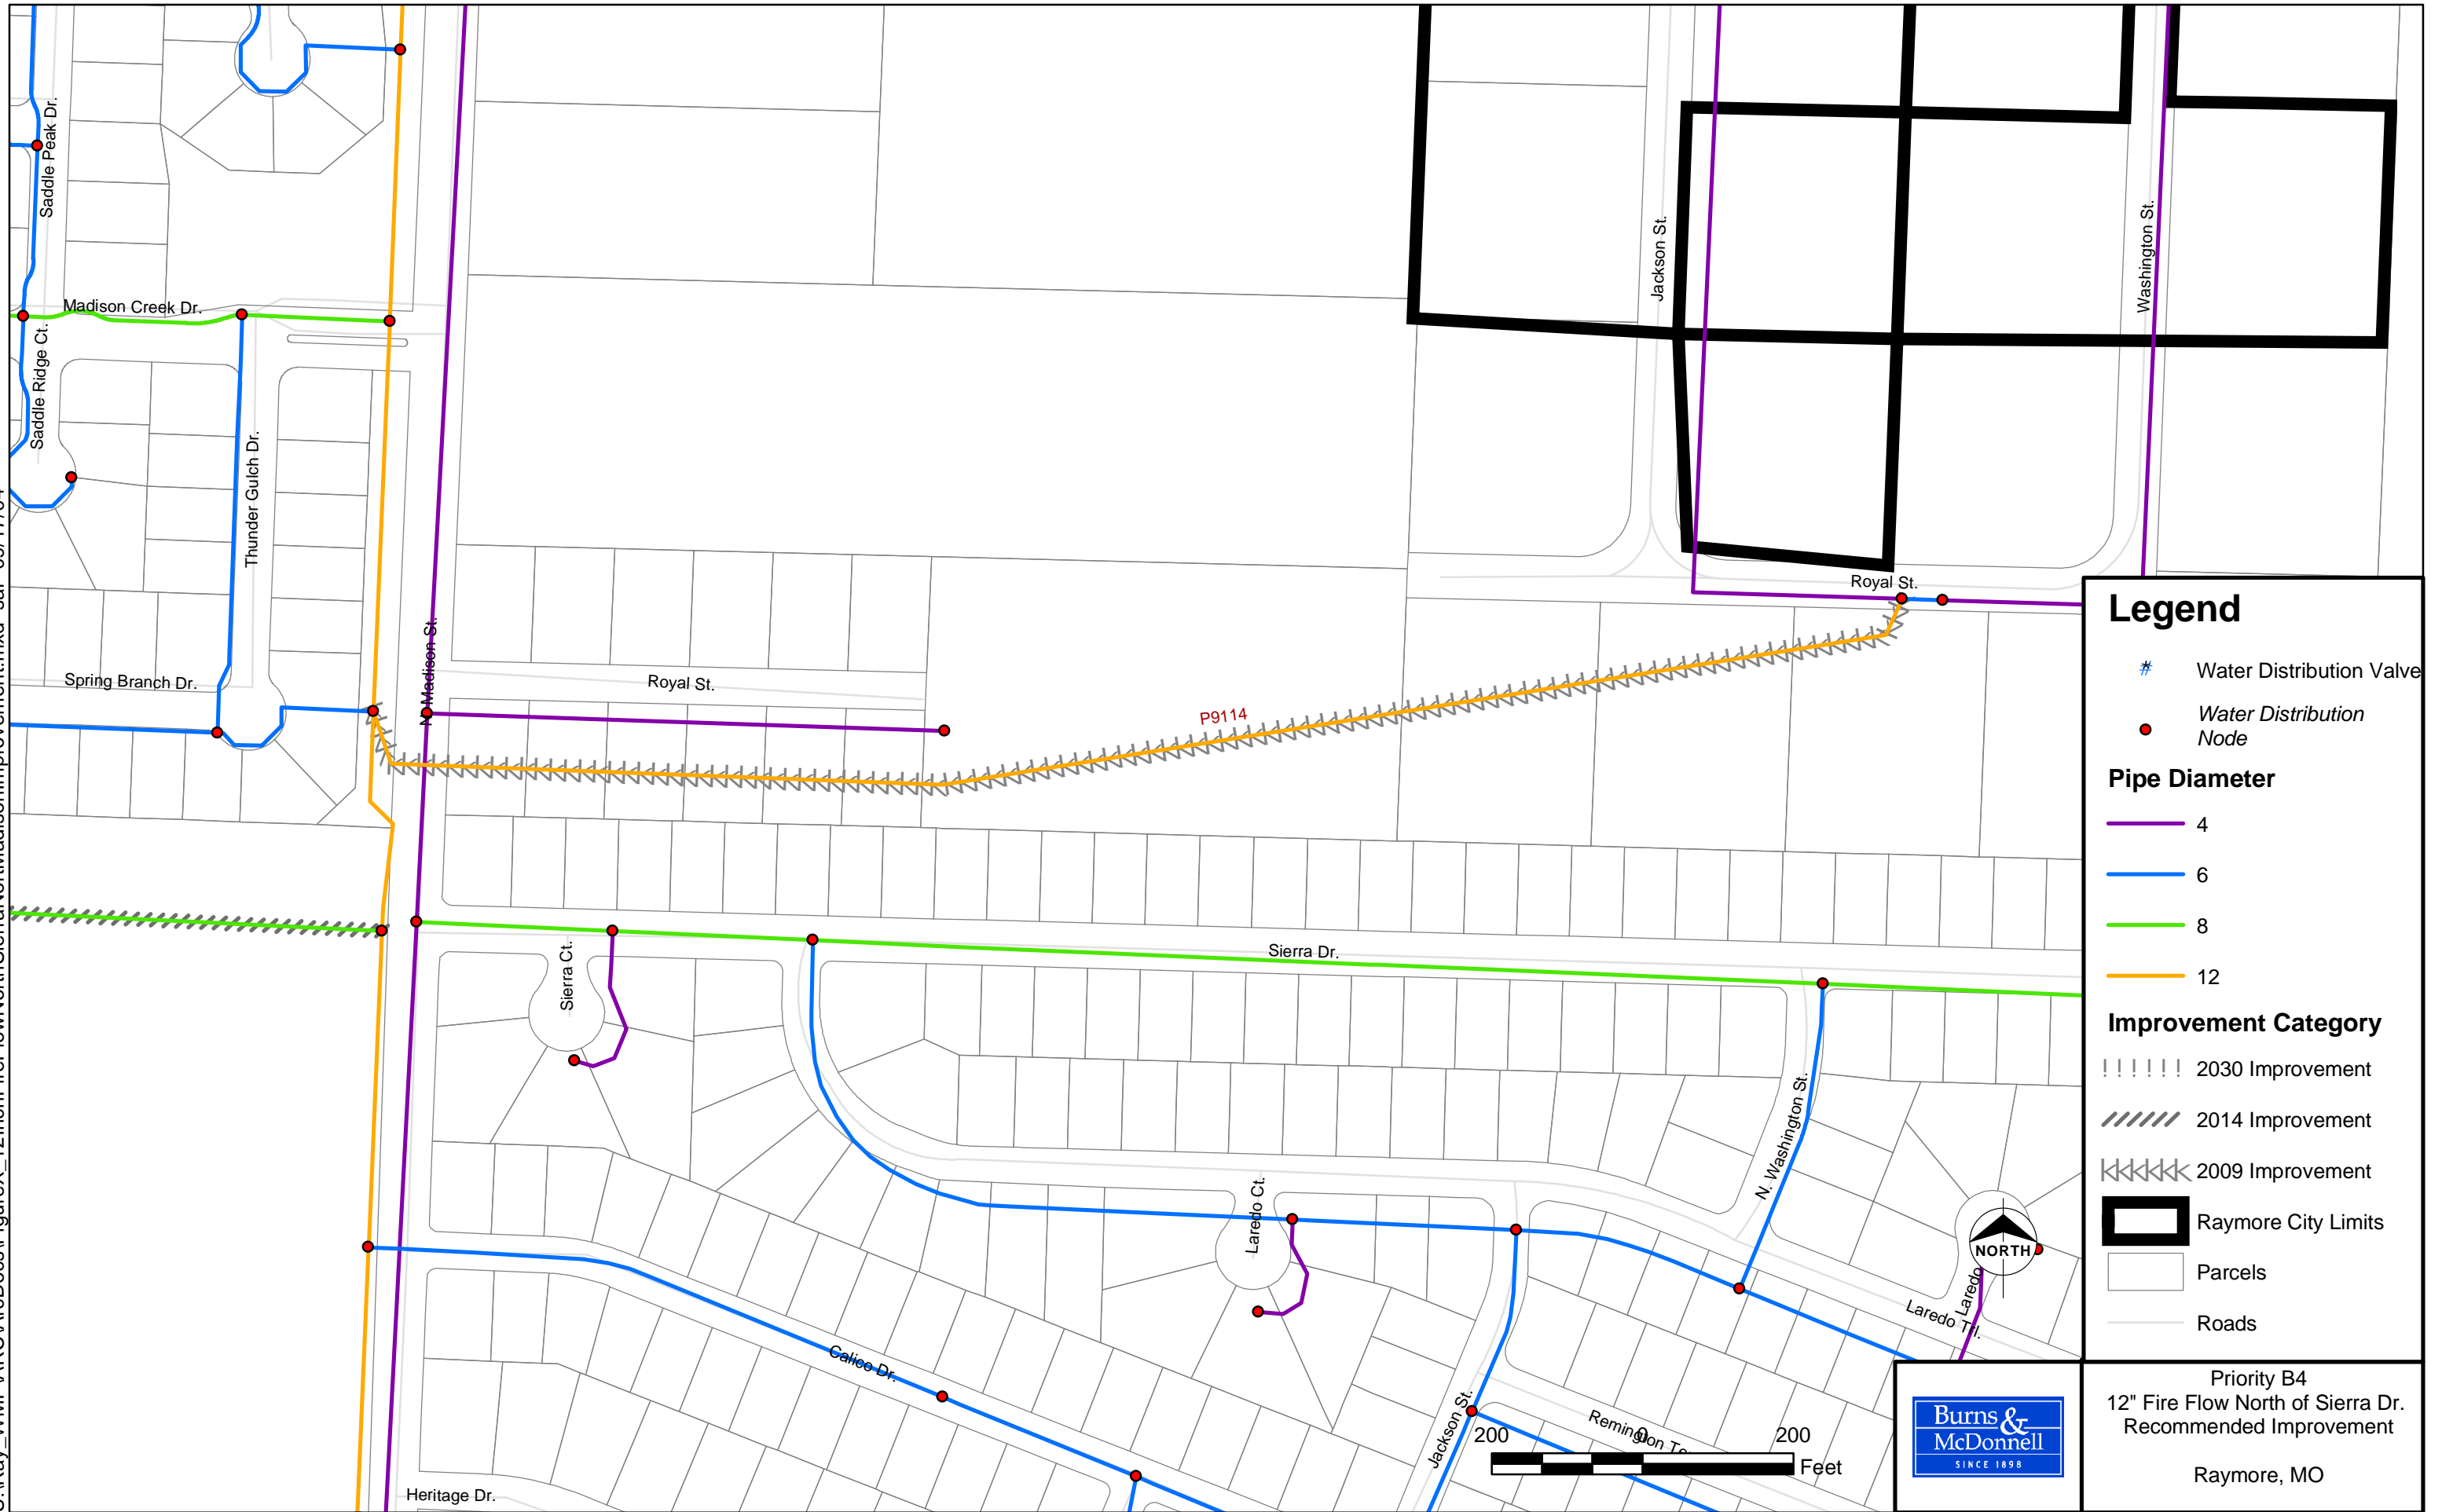 Saddle Peak Dr.
Madison Creek Dr.
Saddle Ridge Ct.
Thunder Gulch Dr.
Spring Branch Dr.
N. Madison St.
Royal St.
P9114
Jackson St.
Washington St.
Royal St.
Sierra Dr.
Sierra Ct.
Laredo Ct.
N. Washington St.
Calico Dr.
Jackson St.
Laredo Trl.
Laredo
Heritage Dr.
Remington
NORTH
200
0
200
Feet
Legend
# Water Distribution Valve
Water Distribution
Node
Pipe Diameter
4
6
8
12
Improvement Category
2030 Improvement
2014 Improvement
2009 Improvement
Raymore City Limits
Parcels
Roads
Burns &
McDonnell
SINCE 1898
Priority B4
12" Fire Flow North of Sierra Dr.
Recommended Improvement
Raymore, MO